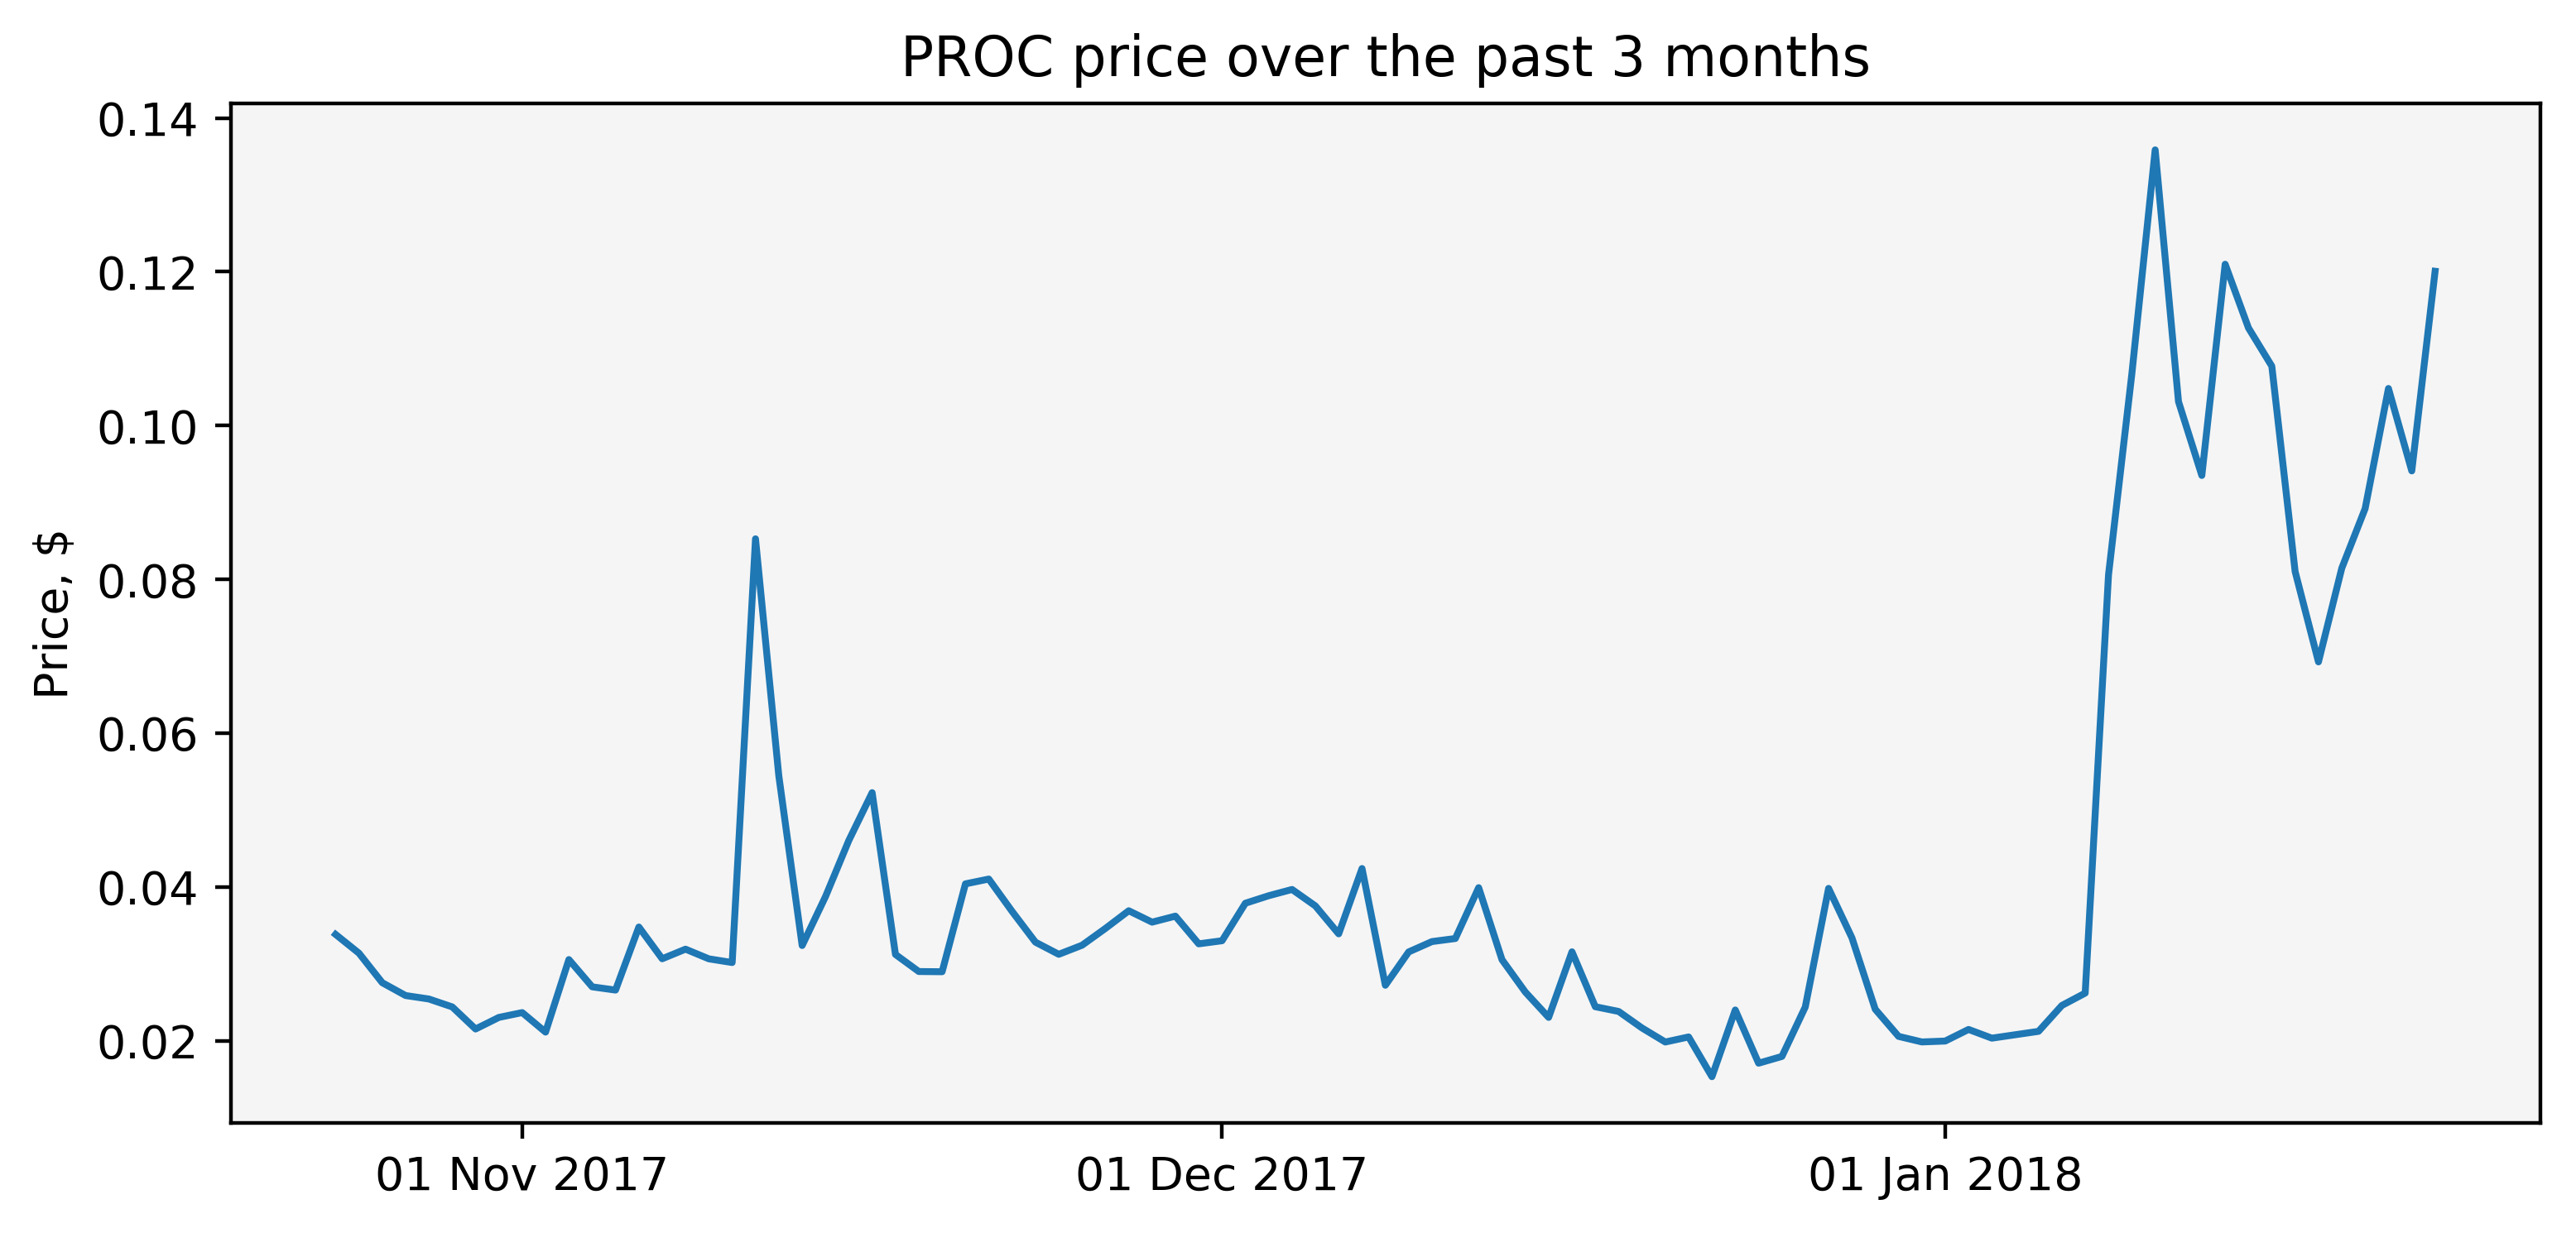 PROC price over the past 3 months
0.14
0.12
0.10
0.08
0.06
0.04
0.02
Price, $
01 Nov 2017
01 Dec 2017
01 Jan 2018